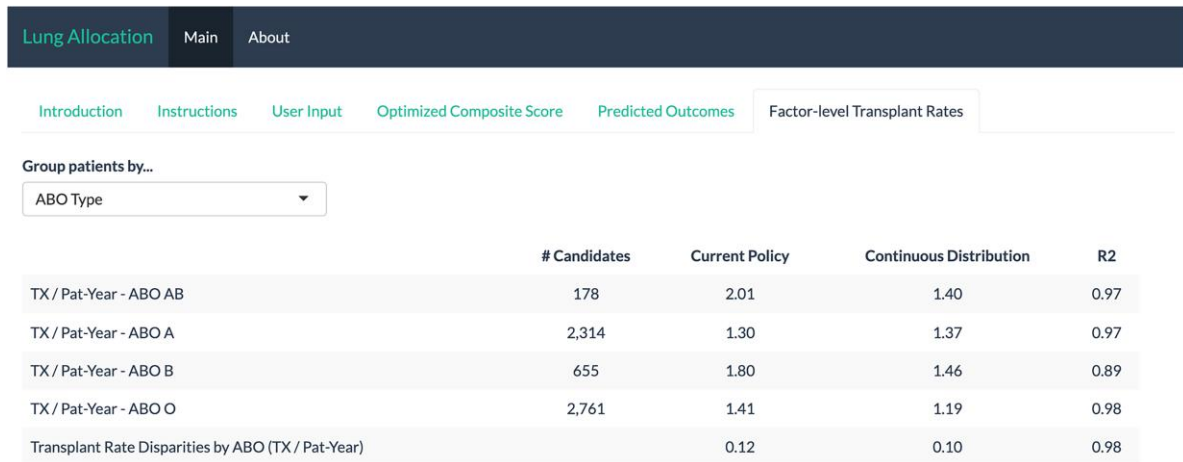 Lung Allocation Main About
Introduction Instructions User Input Optimized Composite Score Predicted Outcomes Factor-level Transplant Rates
Group patients by...
ABO Type
# Candidates Current Policy Continuous Distribution R2
TX / Pat-Year - ABO AB 178 2.01 1.40 0.97
TX / Pat-Year - ABO A 2,314 1.30 1.37 0.97
TX / Pat-Year - ABO B 655 1.80 1.46 0.89
TX / Pat-Year - ABO O 2,761 1.41 1.19 0.98
Transplant Rate Disparities by ABO (TX / Pat-Year) 0.12 0.10 0.98